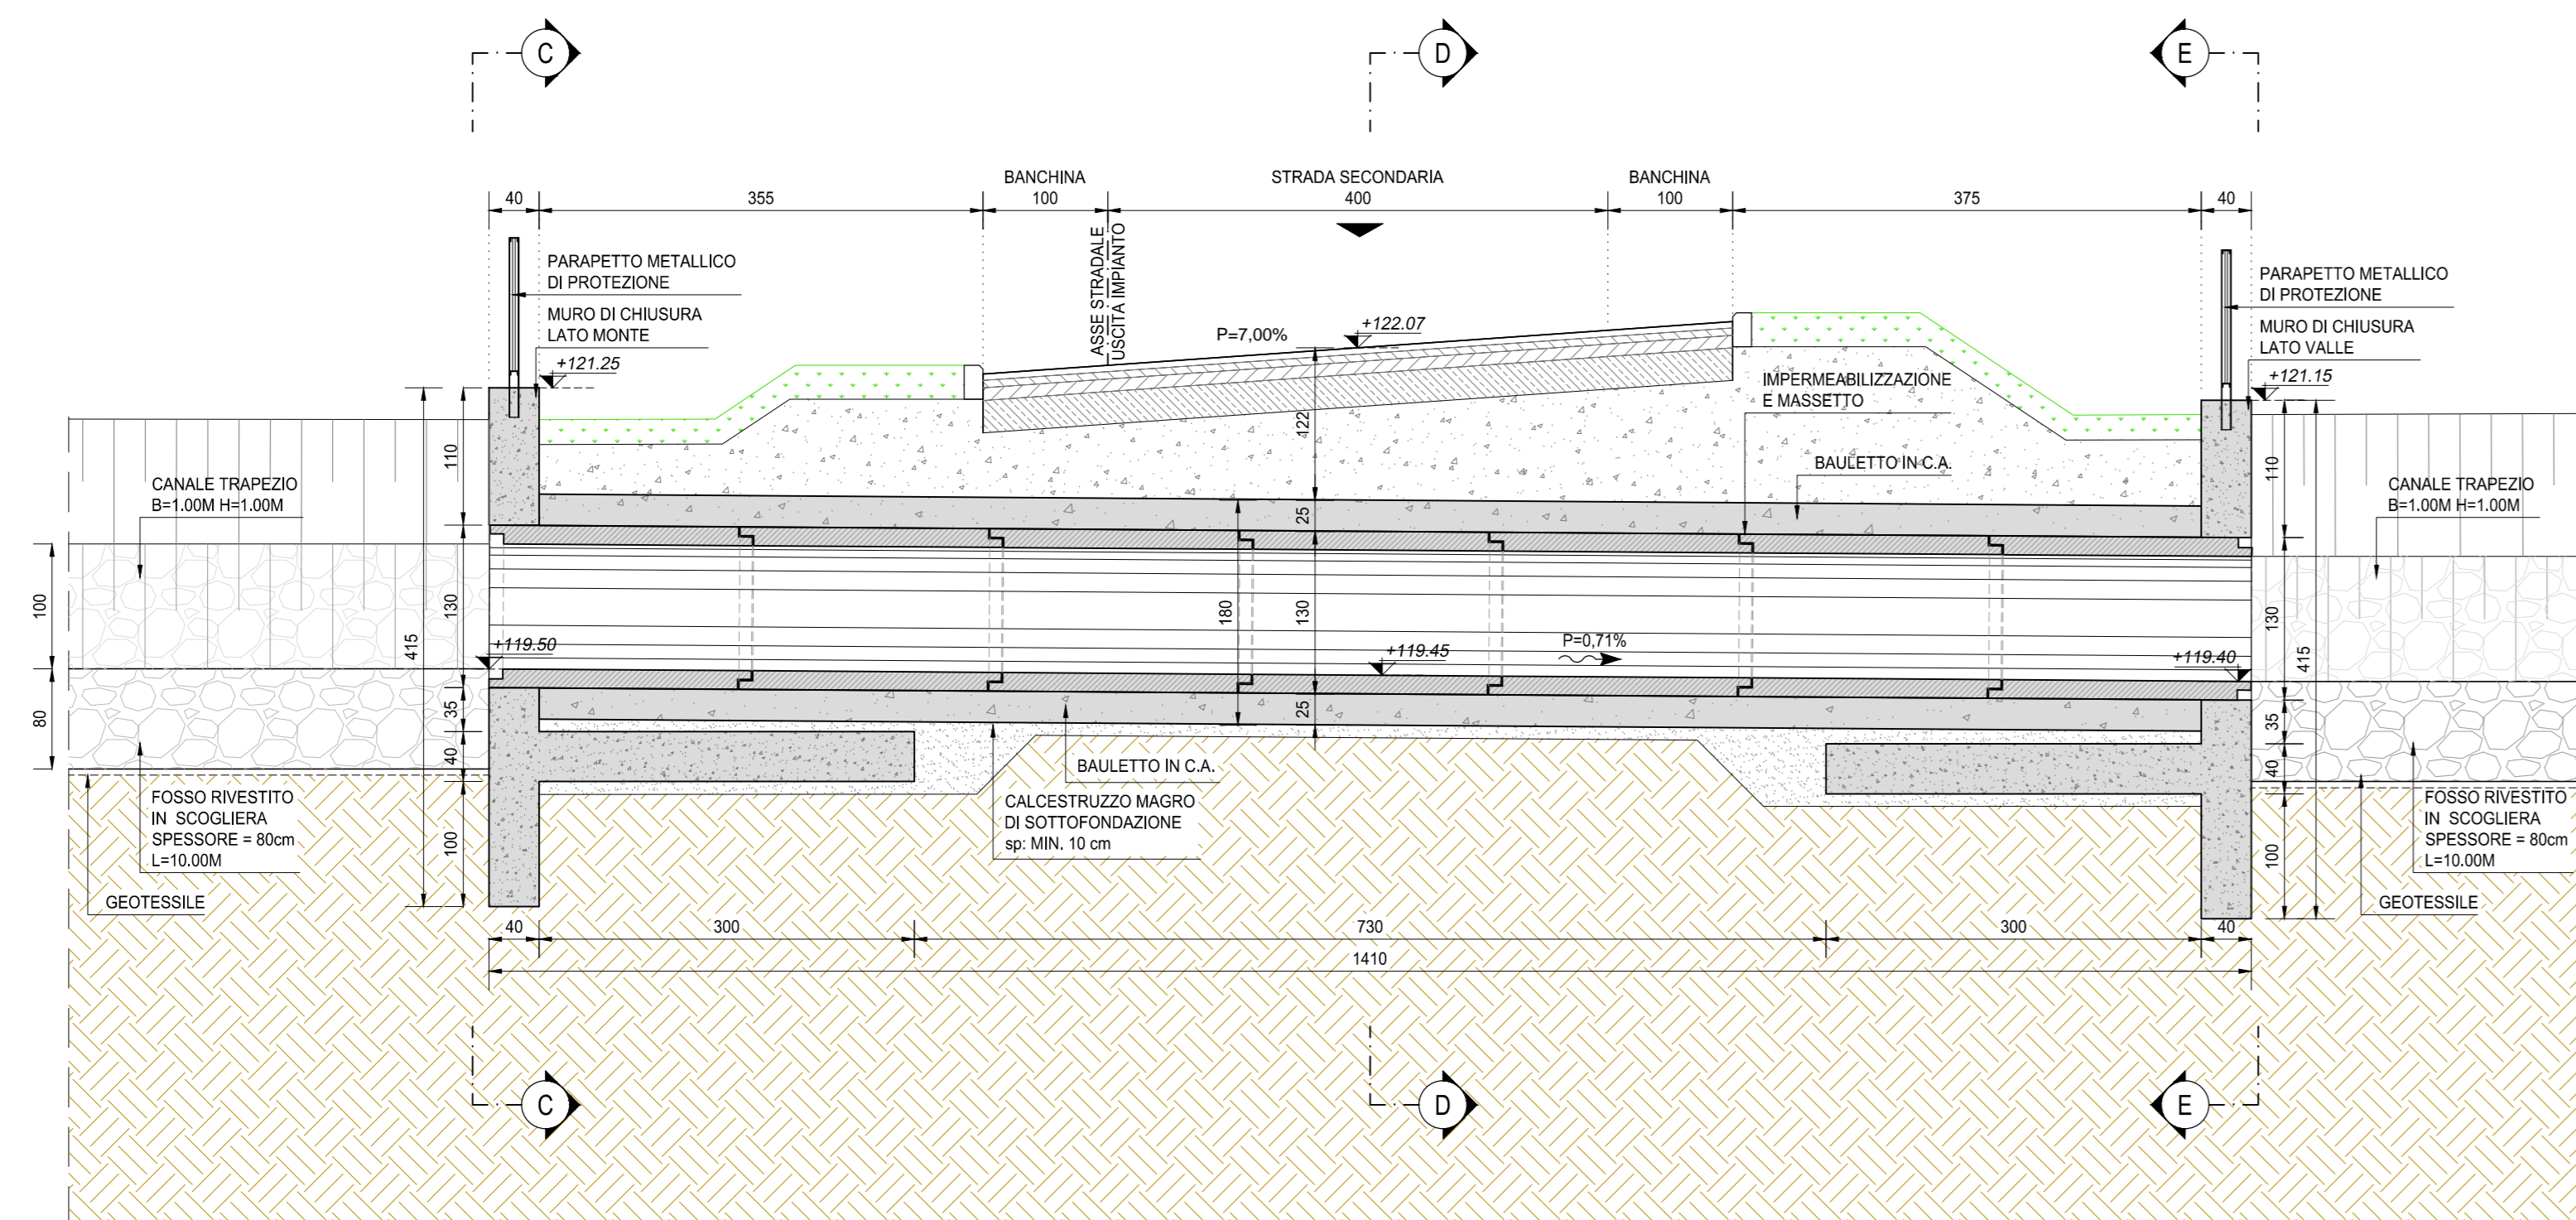 C
D
E
BANCHINA
STRADA SECONDARIA
BANCHINA
40
355
100
400
100
375
40
ASSE STRADALE
USCITA IMPIANTO
PARAPETTO METALLICO
DI PROTEZIONE
MURO DI CHIUSURA
LATO MONTE
+121.25
P=7,00%
+122.07
PARAPETTO METALLICO
DI PROTEZIONE
MURO DI CHIUSURA
LATO VALLE
+121.15
IMPERMEABILIZZAZIONE
E MASSETTO
BAULETTO IN C.A.
CANALE TRAPEZIO
B=1.00M H=1.00M
CANALE TRAPEZIO
B=1.00M H=1.00M
110
122
110
25
100
415
130
180
130
130
415
+119.50
+119.45
P=0,71%
+119.40
80
35
40
100
25
35
40
100
BAULETTO IN C.A.
CALCESTRUZZO MAGRO
DI SOTTOFONDAZIONE
sp: MIN. 10 cm
FOSSO RIVESTITO
IN SCOGLIERA
SPESSORE = 80cm
L=10.00M
GEOTESSILE
FOSSO RIVESTITO
IN SCOGLIERA
SPESSORE = 80cm
L=10.00M
GEOTESSILE
40
300
730
300
40
1410
C
D
E